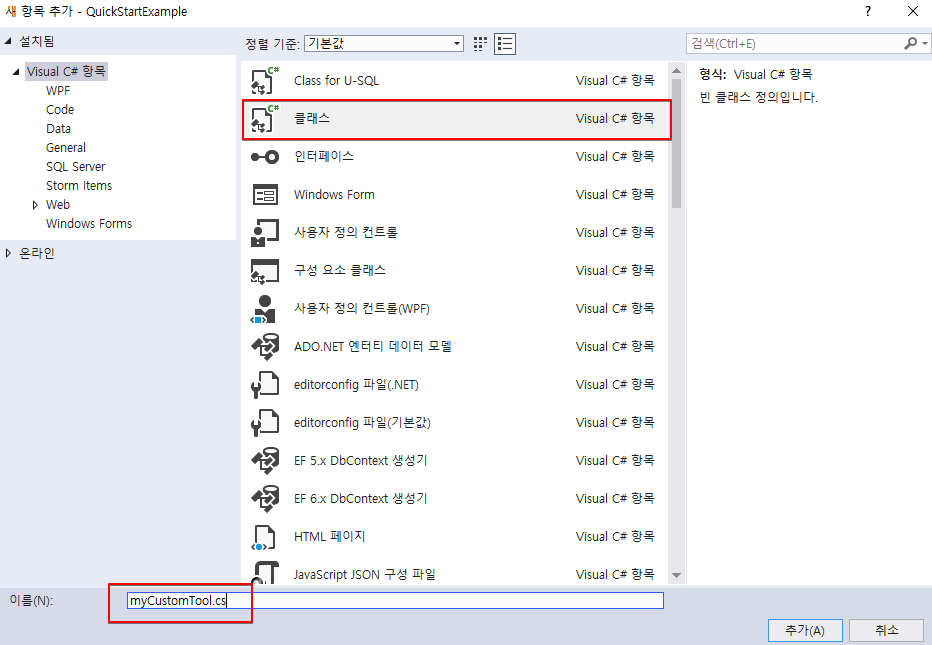 새 항목 추가 - QuickStartExample
?
설치됨
정렬 기준: 기본값
검색(Ctrl+E)
Visual C# 항목
WPF
Code
Data
General
SQL Server
Storm Items
Web
Windows Forms
온라인
C# Class for U-SQL Visual C# 항목
C# 클래스 Visual C# 항목
인터페이스 Visual C# 항목
Windows Form Visual C# 항목
사용자 정의 컨트롤 Visual C# 항목
구성 요소 클래스 Visual C# 항목
사용자 정의 컨트롤(WPF) Visual C# 항목
ADO.NET 엔터티 데이터 모델 Visual C# 항목
editorconfig 파일(.NET) Visual C# 항목
editorconfig 파일(기본값) Visual C# 항목
EF 5.x DbContext 생성기 Visual C# 항목
EF 6.x DbContext 생성기 Visual C# 항목
HTML 페이지 Visual C# 항목
JavaScript JSON 구성 파일 Visual C# 항목
형식: Visual C# 항목
빈 클래스 정의입니다.
이름(N): myCustomTool.cs
추가(A) 취소